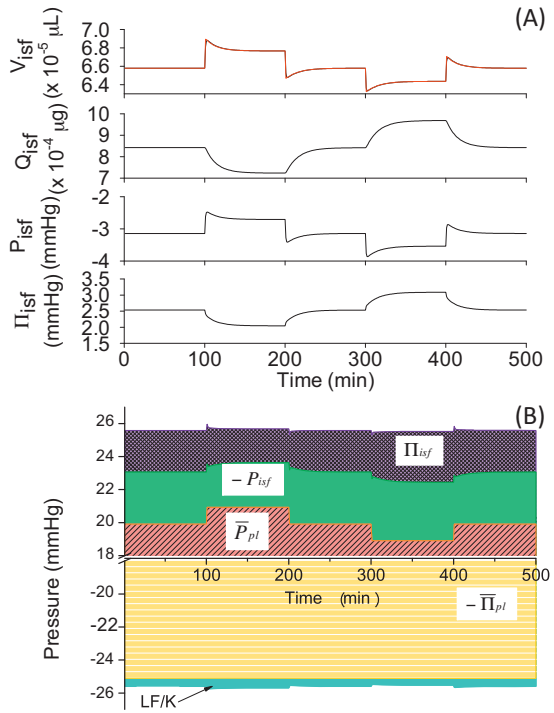 (A)
V_isf
(x 10⁻⁵ μL)
7.0
6.8
6.6
6.4
Q_isf
(x 10⁻⁴ μg)
10
9
8
7
P_isf
(mmHg)
-2
-3
-4
Π_isf
(mmHg)
3.5
3.0
2.5
2.0
1.5
0 100 200 300 400 500
Time (min)
(B)
Pressure (mmHg)
26
24
22
20
18
Π_isf
− P_isf
P̅_pl
100 200 300 400 500
Time (min)
− Π̅_pl
-20
-22
-24
-26
LF/K